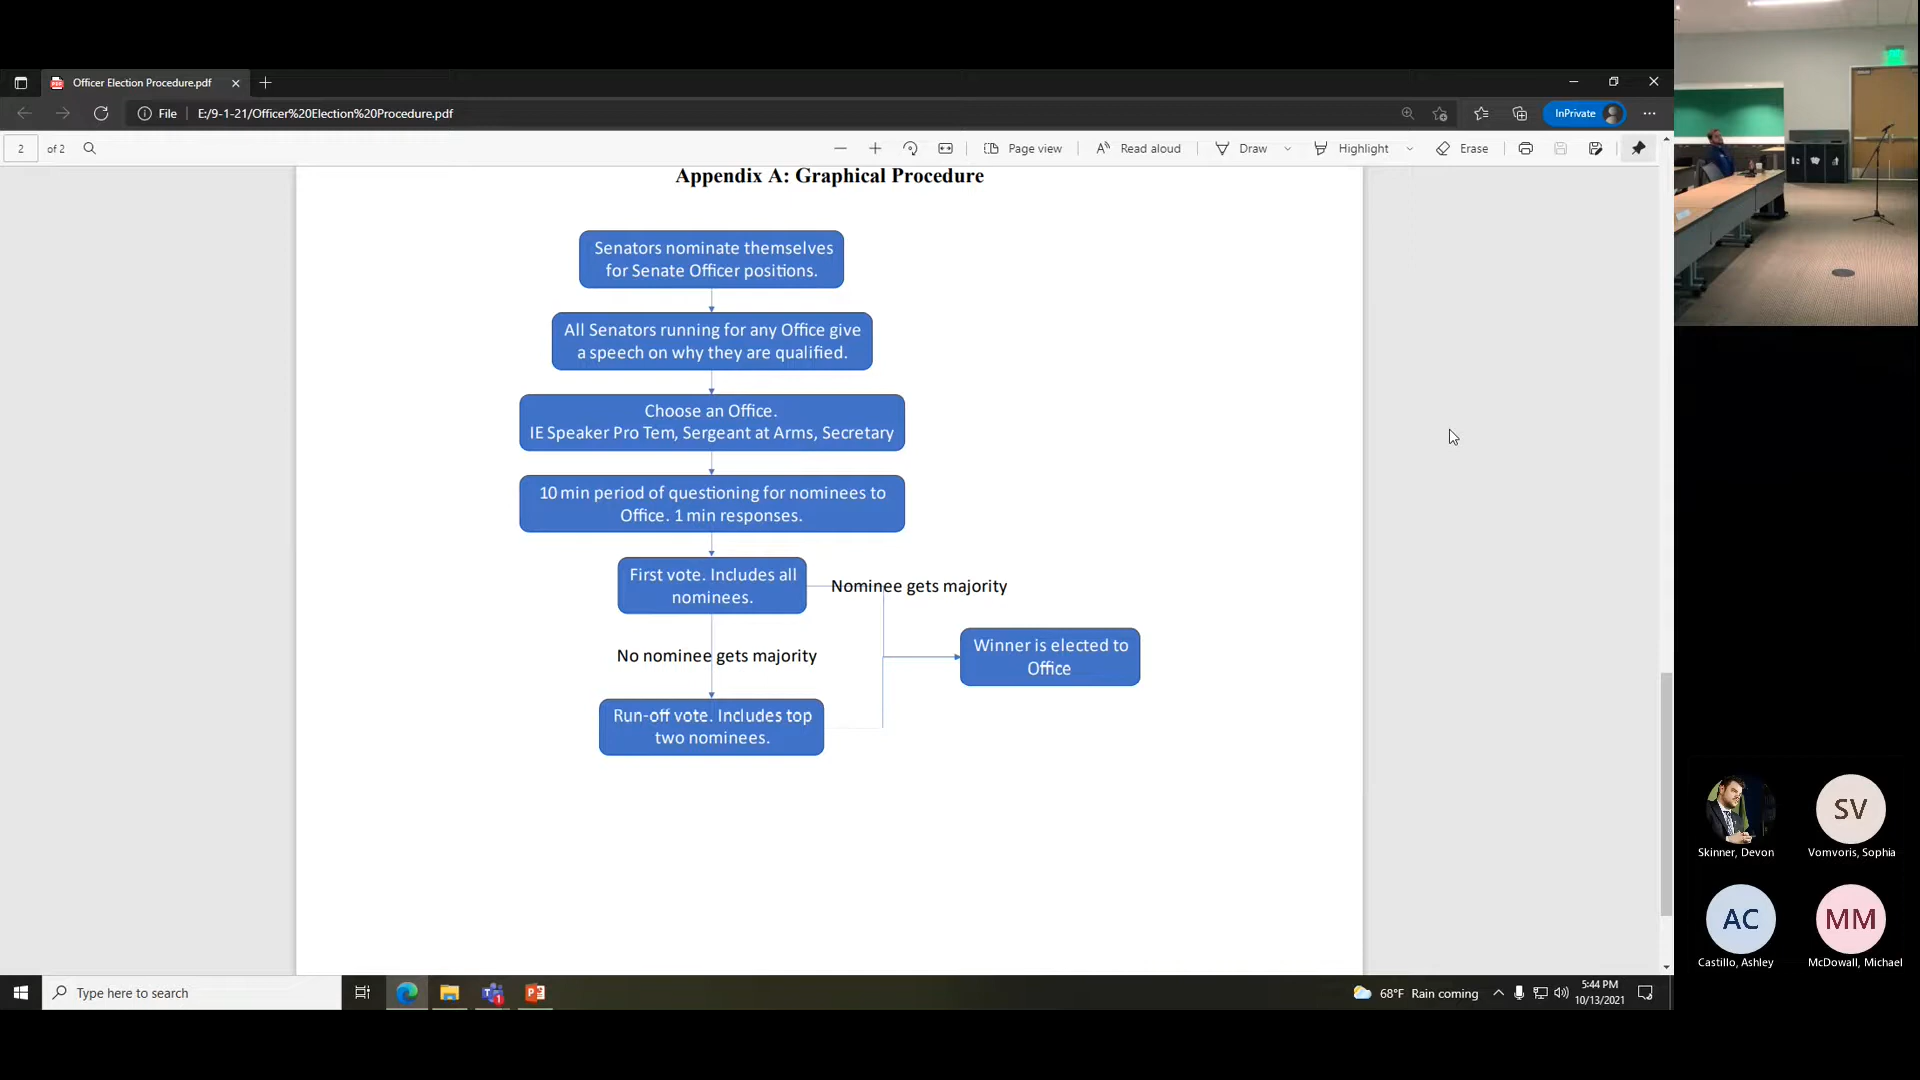 Officer Election Procedure.pdf
File
E:/9-1-21/Officer%20Election%20Procedure.pdf
InPrivate
2
of 2
Page view
Read aloud
Draw
Highlight
Erase
Appendix A: Graphical Procedure
Senators nominate themselves
for Senate Officer positions.
All Senators running for any Office give
a speech on why they are qualified.
Choose an Office.
IE Speaker Pro Tem, Sergeant at Arms, Secretary
10 min period of questioning for nominees to
Office. 1 min responses.
First vote. Includes all
nominees.
Nominee gets majority
Winner is elected to
Office
No nominee gets majority
Run-off vote. Includes top
two nominees.
SV
Skinner, Devon
Vomvoris, Sophia
AC
MM
Castillo, Ashley
McDowall, Michael
Type here to search
68°F Rain coming
5:44 PM
10/13/2021